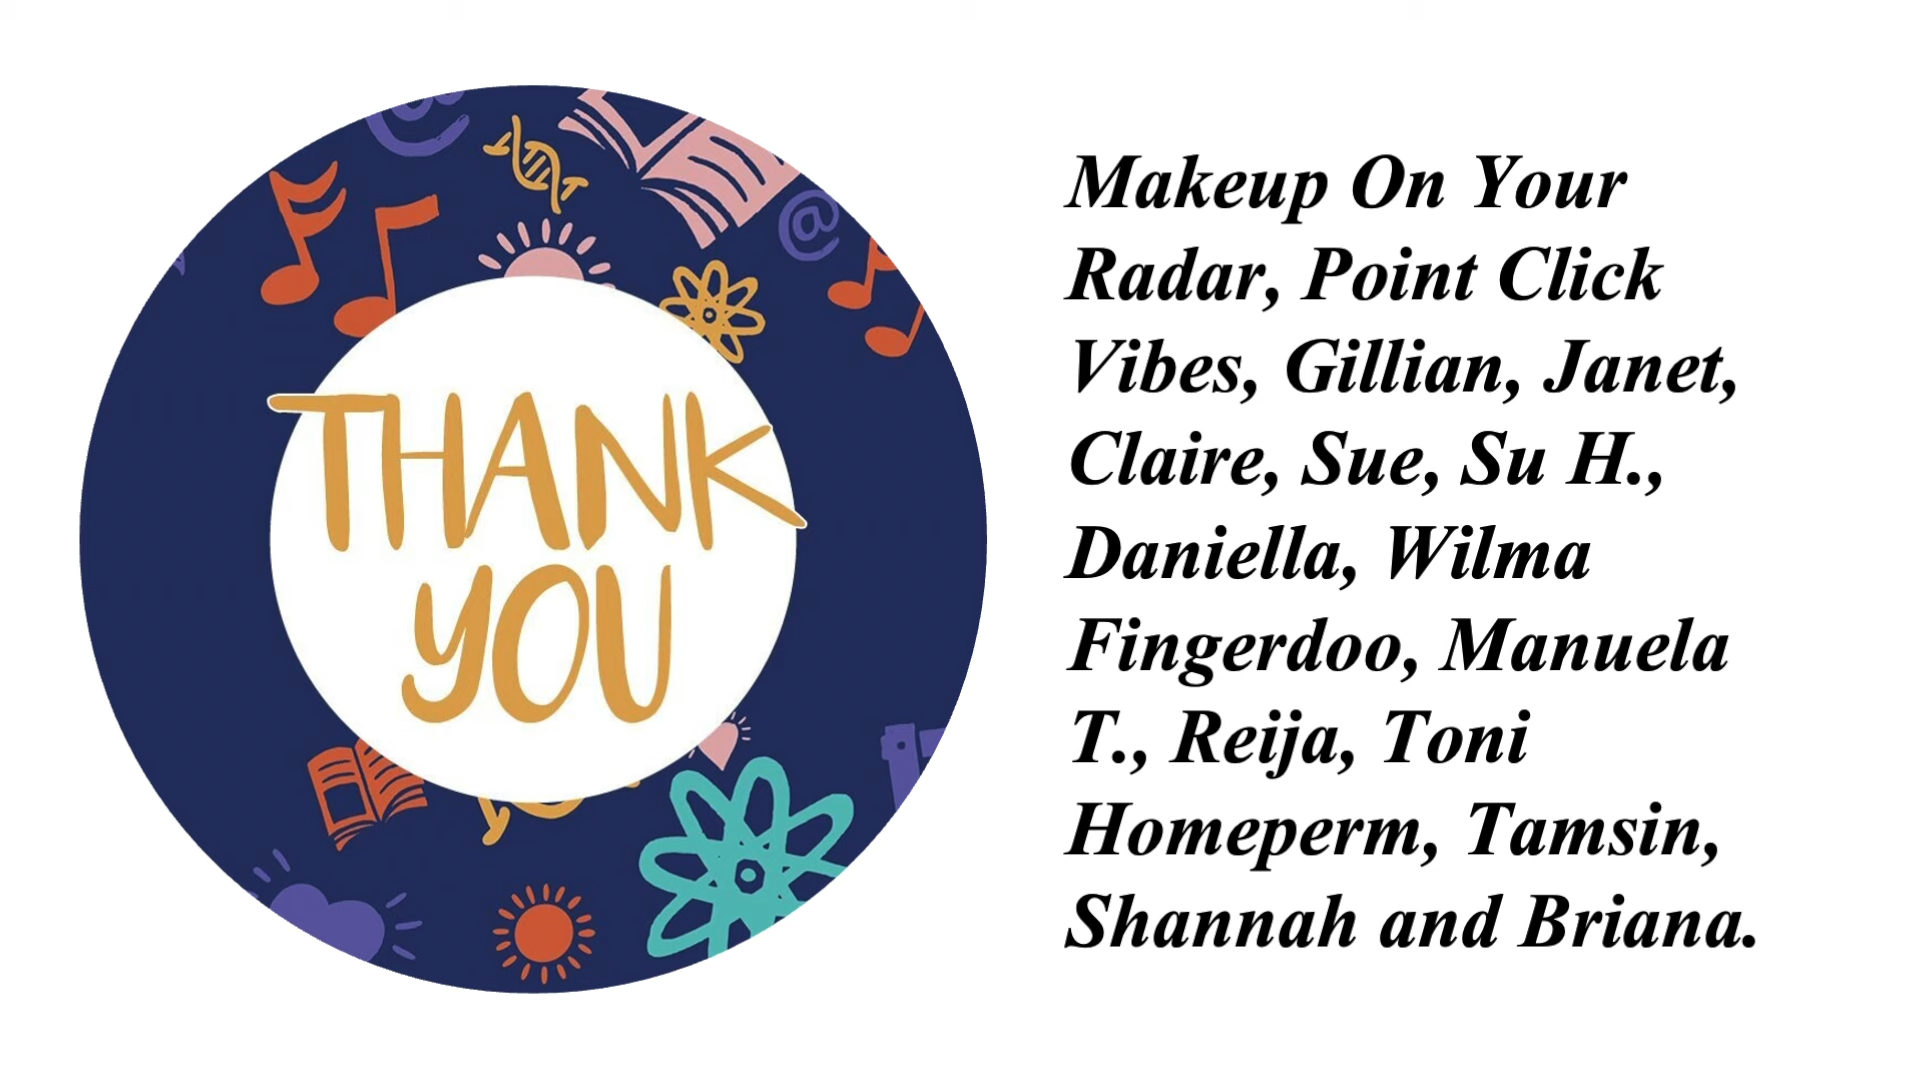 THANK
YOU
Makeup On Your
Radar, Point Click
Vibes, Gillian, Janet,
Claire, Sue, Su H.,
Daniella, Wilma
Fingerdoo, Manuela
T., Reija, Toni
Homeperm, Tamsin,
Shannah and Briana.